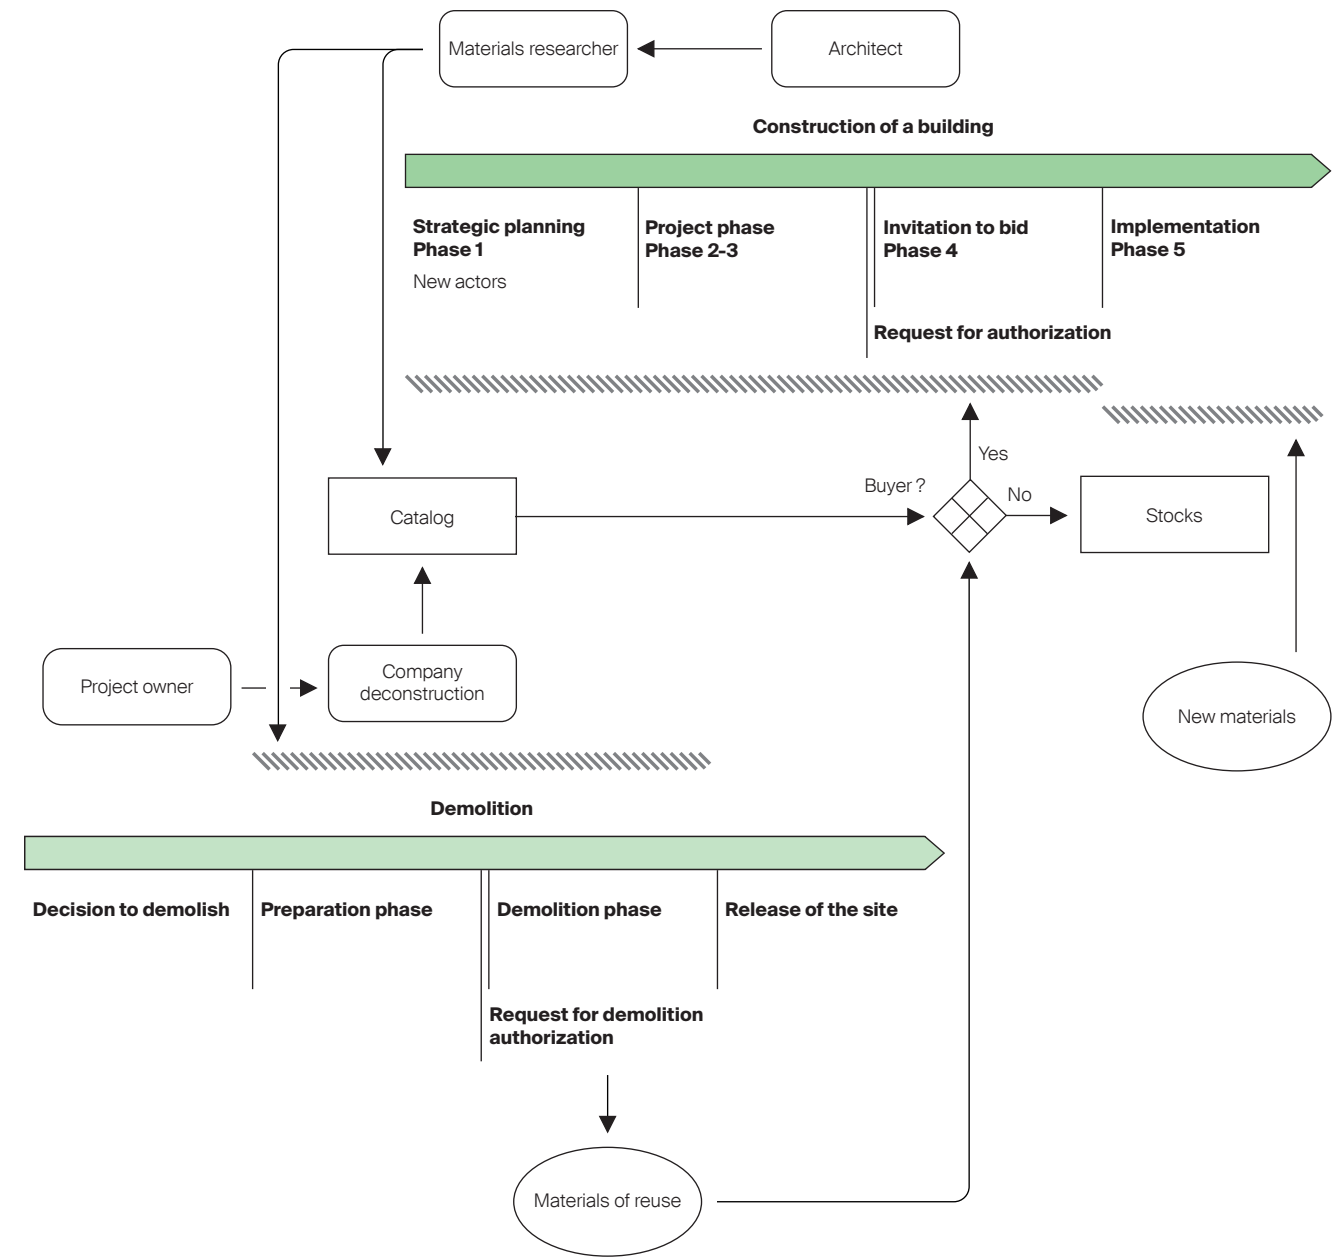 Materials researcher
Architect
Construction of a building
Strategic planning
Phase 1
New actors
Project phase
Phase 2-3
Invitation to bid
Phase 4
Implementation
Phase 5
Request for authorization
Yes
Buyer ?
No
Catalog
Stocks
Project owner
Company
deconstruction
New materials
Demolition
Decision to demolish
Preparation phase
Demolition phase
Release of the site
Request for demolition
authorization
Materials of reuse